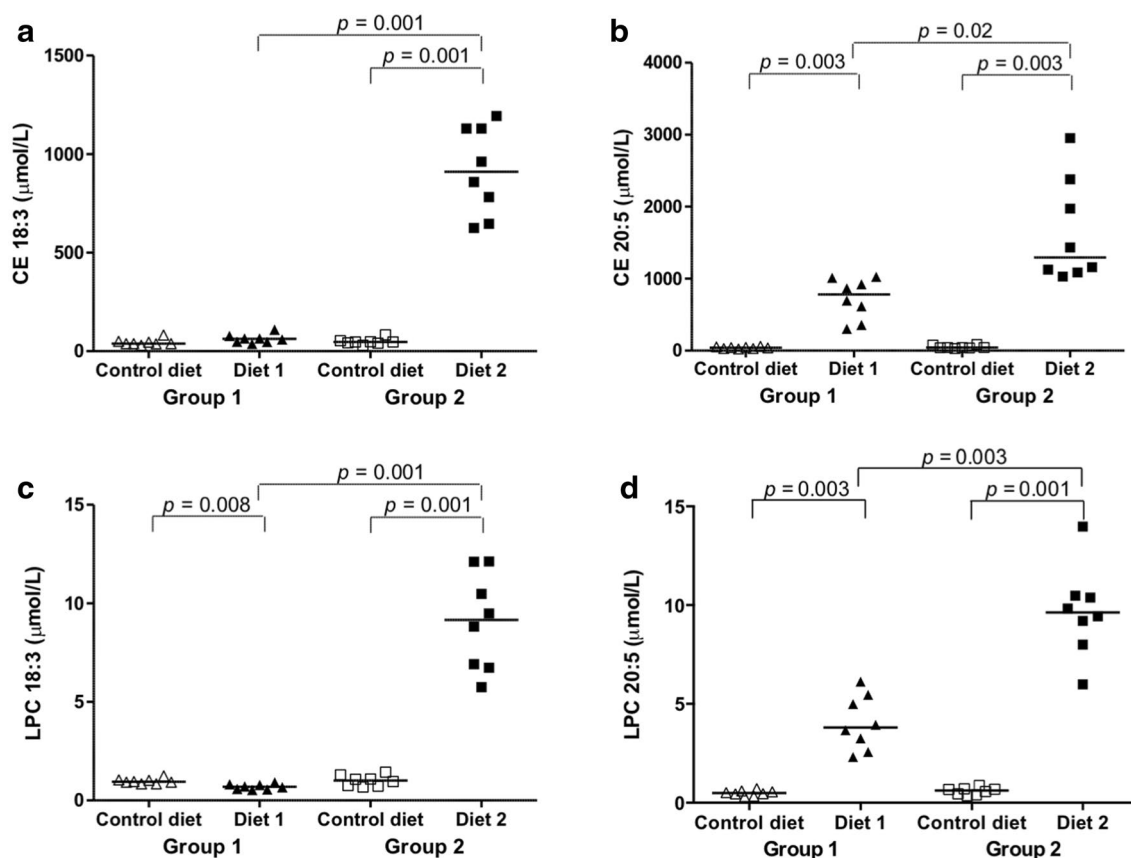 a
p = 0.001
p = 0.001
1500
1000
500
0
CE 18:3 (μmol/L)
Control diet Diet 1 Control diet Diet 2
Group 1 Group 2
b
p = 0.02
p = 0.003 p = 0.003
4000
3000
2000
1000
0
CE 20:5 (μmol/L)
Control diet Diet 1 Control diet Diet 2
Group 1 Group 2
c
p = 0.001
p = 0.008 p = 0.001
15
10
5
0
LPC 18:3 (μmol/L)
Control diet Diet 1 Control diet Diet 2
Group 1 Group 2
d
p = 0.003
p = 0.003 p = 0.001
15
10
5
0
LPC 20:5 (μmol/L)
Control diet Diet 1 Control diet Diet 2
Group 1 Group 2